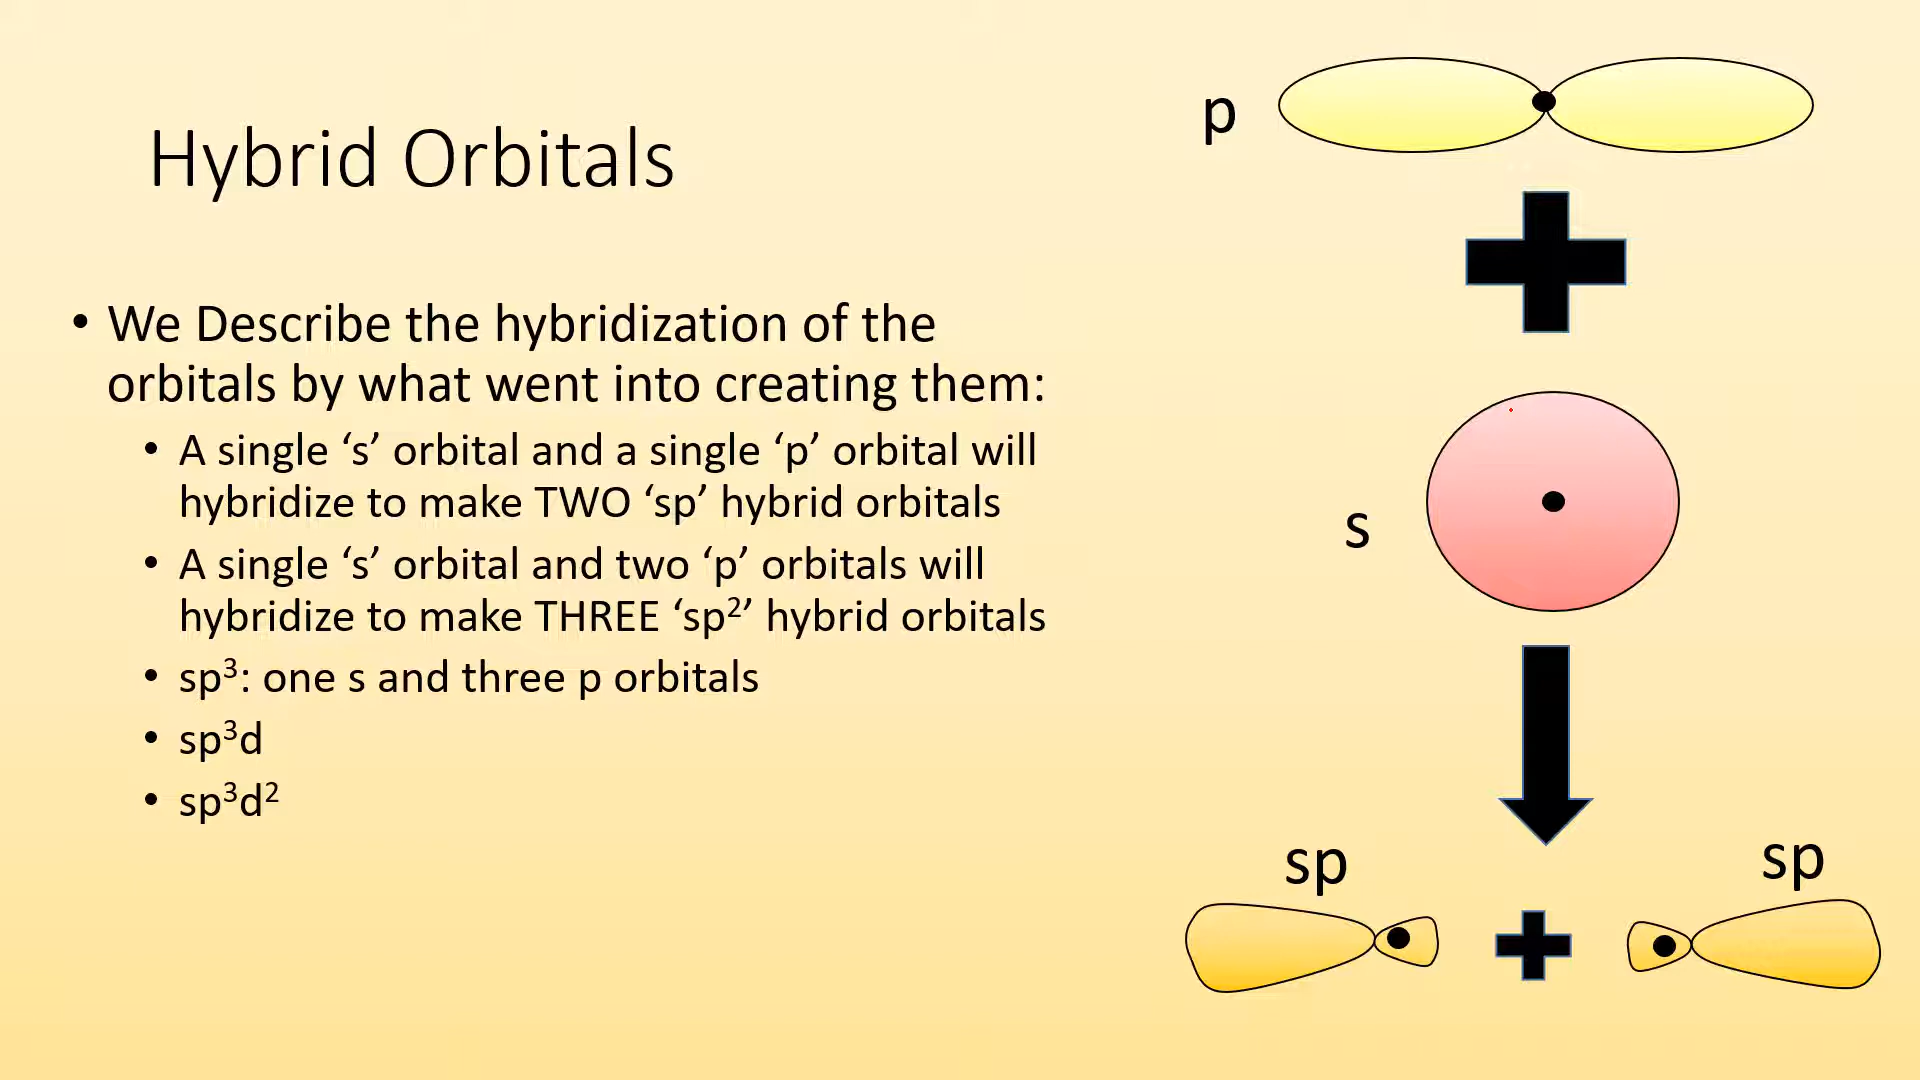 Hybrid Orbitals
• We Describe the hybridization of the
orbitals by what went into creating them:
• A single ‘s’ orbital and a single ‘p’ orbital will
hybridize to make TWO ‘sp’ hybrid orbitals
• A single ‘s’ orbital and two ‘p’ orbitals will
hybridize to make THREE ‘sp²’ hybrid orbitals
• sp³: one s and three p orbitals
• sp³d
• sp³d²
p
s
sp
sp